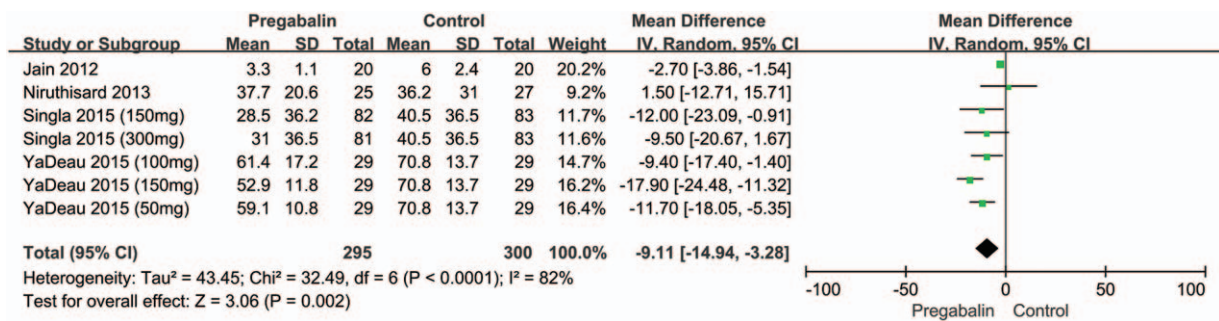 Pregabalin Control Mean Difference Mean Difference
Study or Subgroup Mean SD Total Mean SD Total Weight IV. Random. 95% CI IV. Random. 95% CI
Jain 2012 3.3 1.1 20 6 2.4 20 20.2% -2.70 [-3.86, -1.54]
Niruthisard 2013 37.7 20.6 25 36.2 31 27 9.2% 1.50 [-12.71, 15.71]
Singla 2015 (150mg) 28.5 36.2 82 40.5 36.5 83 11.7% -12.00 [-23.09, -0.91]
Singla 2015 (300mg) 31 36.5 81 40.5 36.5 83 11.6% -9.50 [-20.67, 1.67]
YaDeau 2015 (100mg) 61.4 17.2 29 70.8 13.7 29 14.7% -9.40 [-17.40, -1.40]
YaDeau 2015 (150mg) 52.9 11.8 29 70.8 13.7 29 16.2% -17.90 [-24.48, -11.32]
YaDeau 2015 (50mg) 59.1 10.8 29 70.8 13.7 29 16.4% -11.70 [-18.05, -5.35]
Total (95% CI) 295 300 100.0% -9.11 [-14.94, -3.28]
Heterogeneity: Tau² = 43.45; Chi² = 32.49, df = 6 (P < 0.0001); I² = 82%
Test for overall effect: Z = 3.06 (P = 0.002)
-100 -50 0 50 100
Pregabalin Control